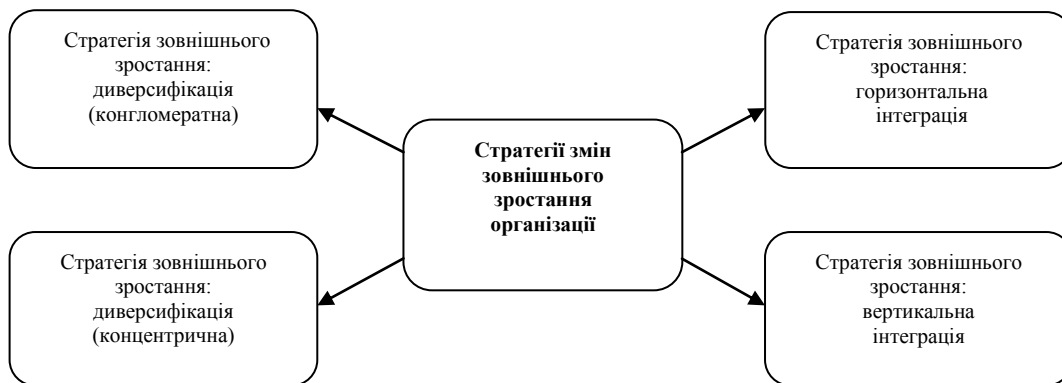 Стратегія зовнішнього
зростання:
диверсифікація
(конгломератна)
Стратегія зовнішнього
зростання:
горизонтальна
інтеграція
Стратегії змін
зовнішнього
зростання
організації
Стратегія зовнішнього
зростання:
диверсифікація
(концентрична)
Стратегія зовнішнього
зростання:
вертикальна
інтеграція